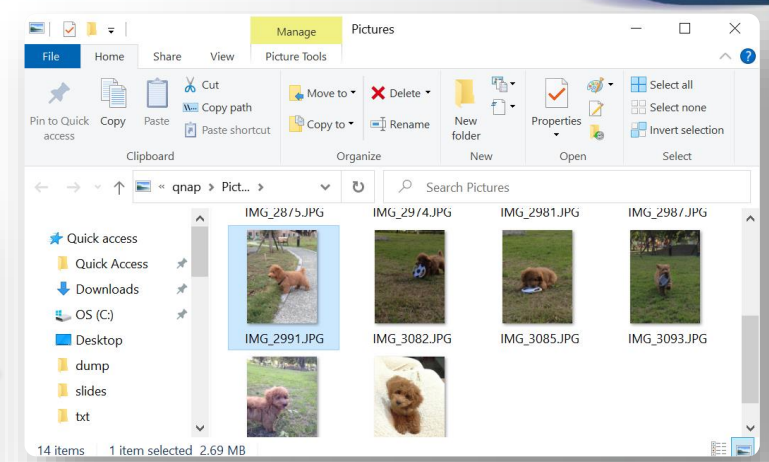 Manage
Pictures
File
Home
Share
View
Picture Tools
Pin to Quick access
Copy
Paste
Cut
Copy path
Paste shortcut
Clipboard
Move to
Copy to
Delete
Rename
Organize
New folder
New
Properties
Open
Select all
Select none
Invert selection
Select
« qnap > Pict... >
Search Pictures
IMG_2875.JPG
IMG_2974.JPG
IMG_2981.JPG
IMG_2987.JPG
Quick access
Quick Access
Downloads
OS (C:)
Desktop
dump
slides
txt
IMG_2991.JPG
IMG_3082.JPG
IMG_3085.JPG
IMG_3093.JPG
14 items
1 item selected 2.69 MB